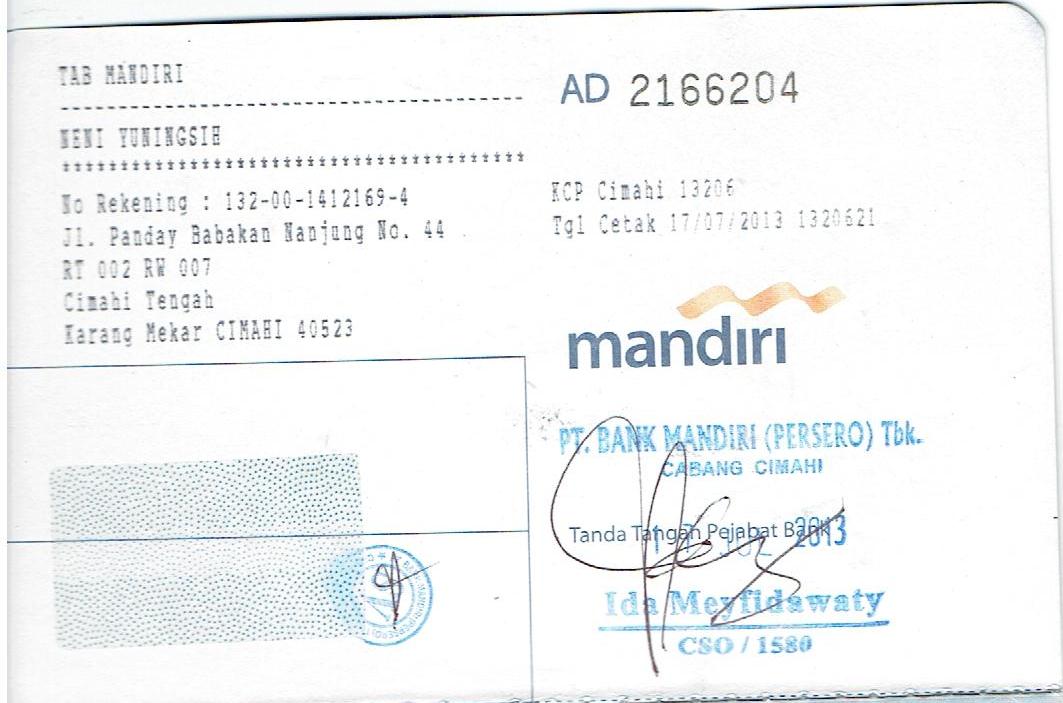 TAB MANDIRI
----------------------------------------
NENI YUNINGSIH
****************************************
No Rekening : 132-00-1412169-4
Jl. Panday Babakan Nanjung No. 44
RT 002 RW 007
Cimahi Tengah
Karang Mekar CIMAHI 40523
AD 2166204
KCP Cimahi 13206
Tgl Cetak 17/07/2013 1320621
mandiri
PT. BANK MANDIRI (PERSERO) Tbk.
CABANG CIMAHI
Tanda Tangan Pejabat Bank
JUL 2013
Ida Meyfidawaty
CSO / 1580